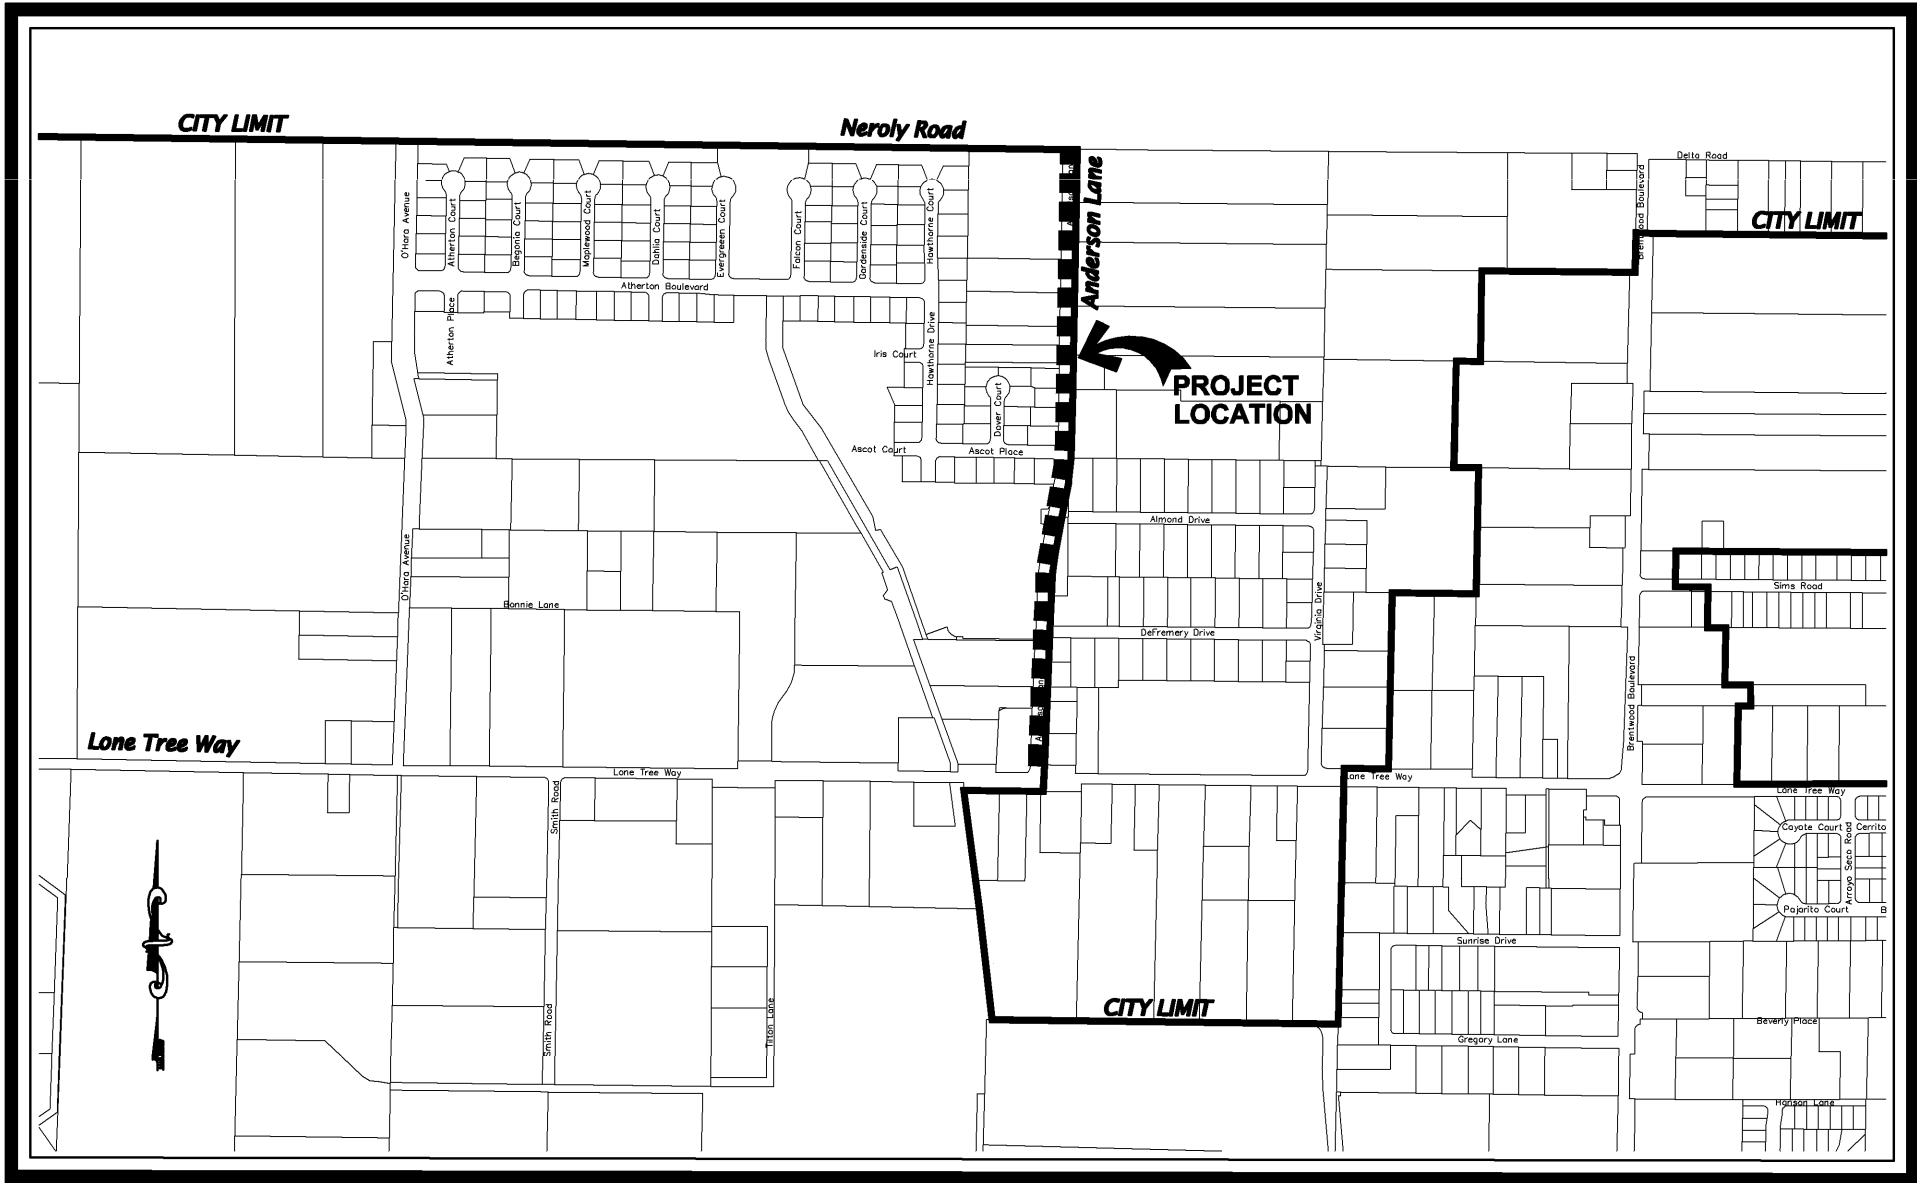 CITY LIMIT
Neroly Road
Delta Road
Anderson Lane
O'Hara Avenue
Atherton Court
Begonia Court
Maplewood Court
Dahlia Court
Evergreen Court
Falcon Court
Gardenside Court
Hawthorne Court
Brentwood Boulevard
CITY LIMIT
Atherton Boulevard
Atherton Place
Hawthorne Drive
Iris Court
PROJECT
LOCATION
Dover Court
Ascot Court
Ascot Place
Almond Drive
O'Hara Avenue
Sims Road
Bonnie Lane
Virginia Drive
DeFremery Drive
Brentwood Boulevard
Lone Tree Way
Lone Tree Way
Lone Tree Way
Lone Tree Way
Smith Road
Coyote Court
Cerrito
Arroyo Seco Road
Pajarito Court
B
Sunrise Drive
CITY LIMIT
Smith Road
Tilton Lane
Beverly Place
Gregory Lane
Hanson Lane